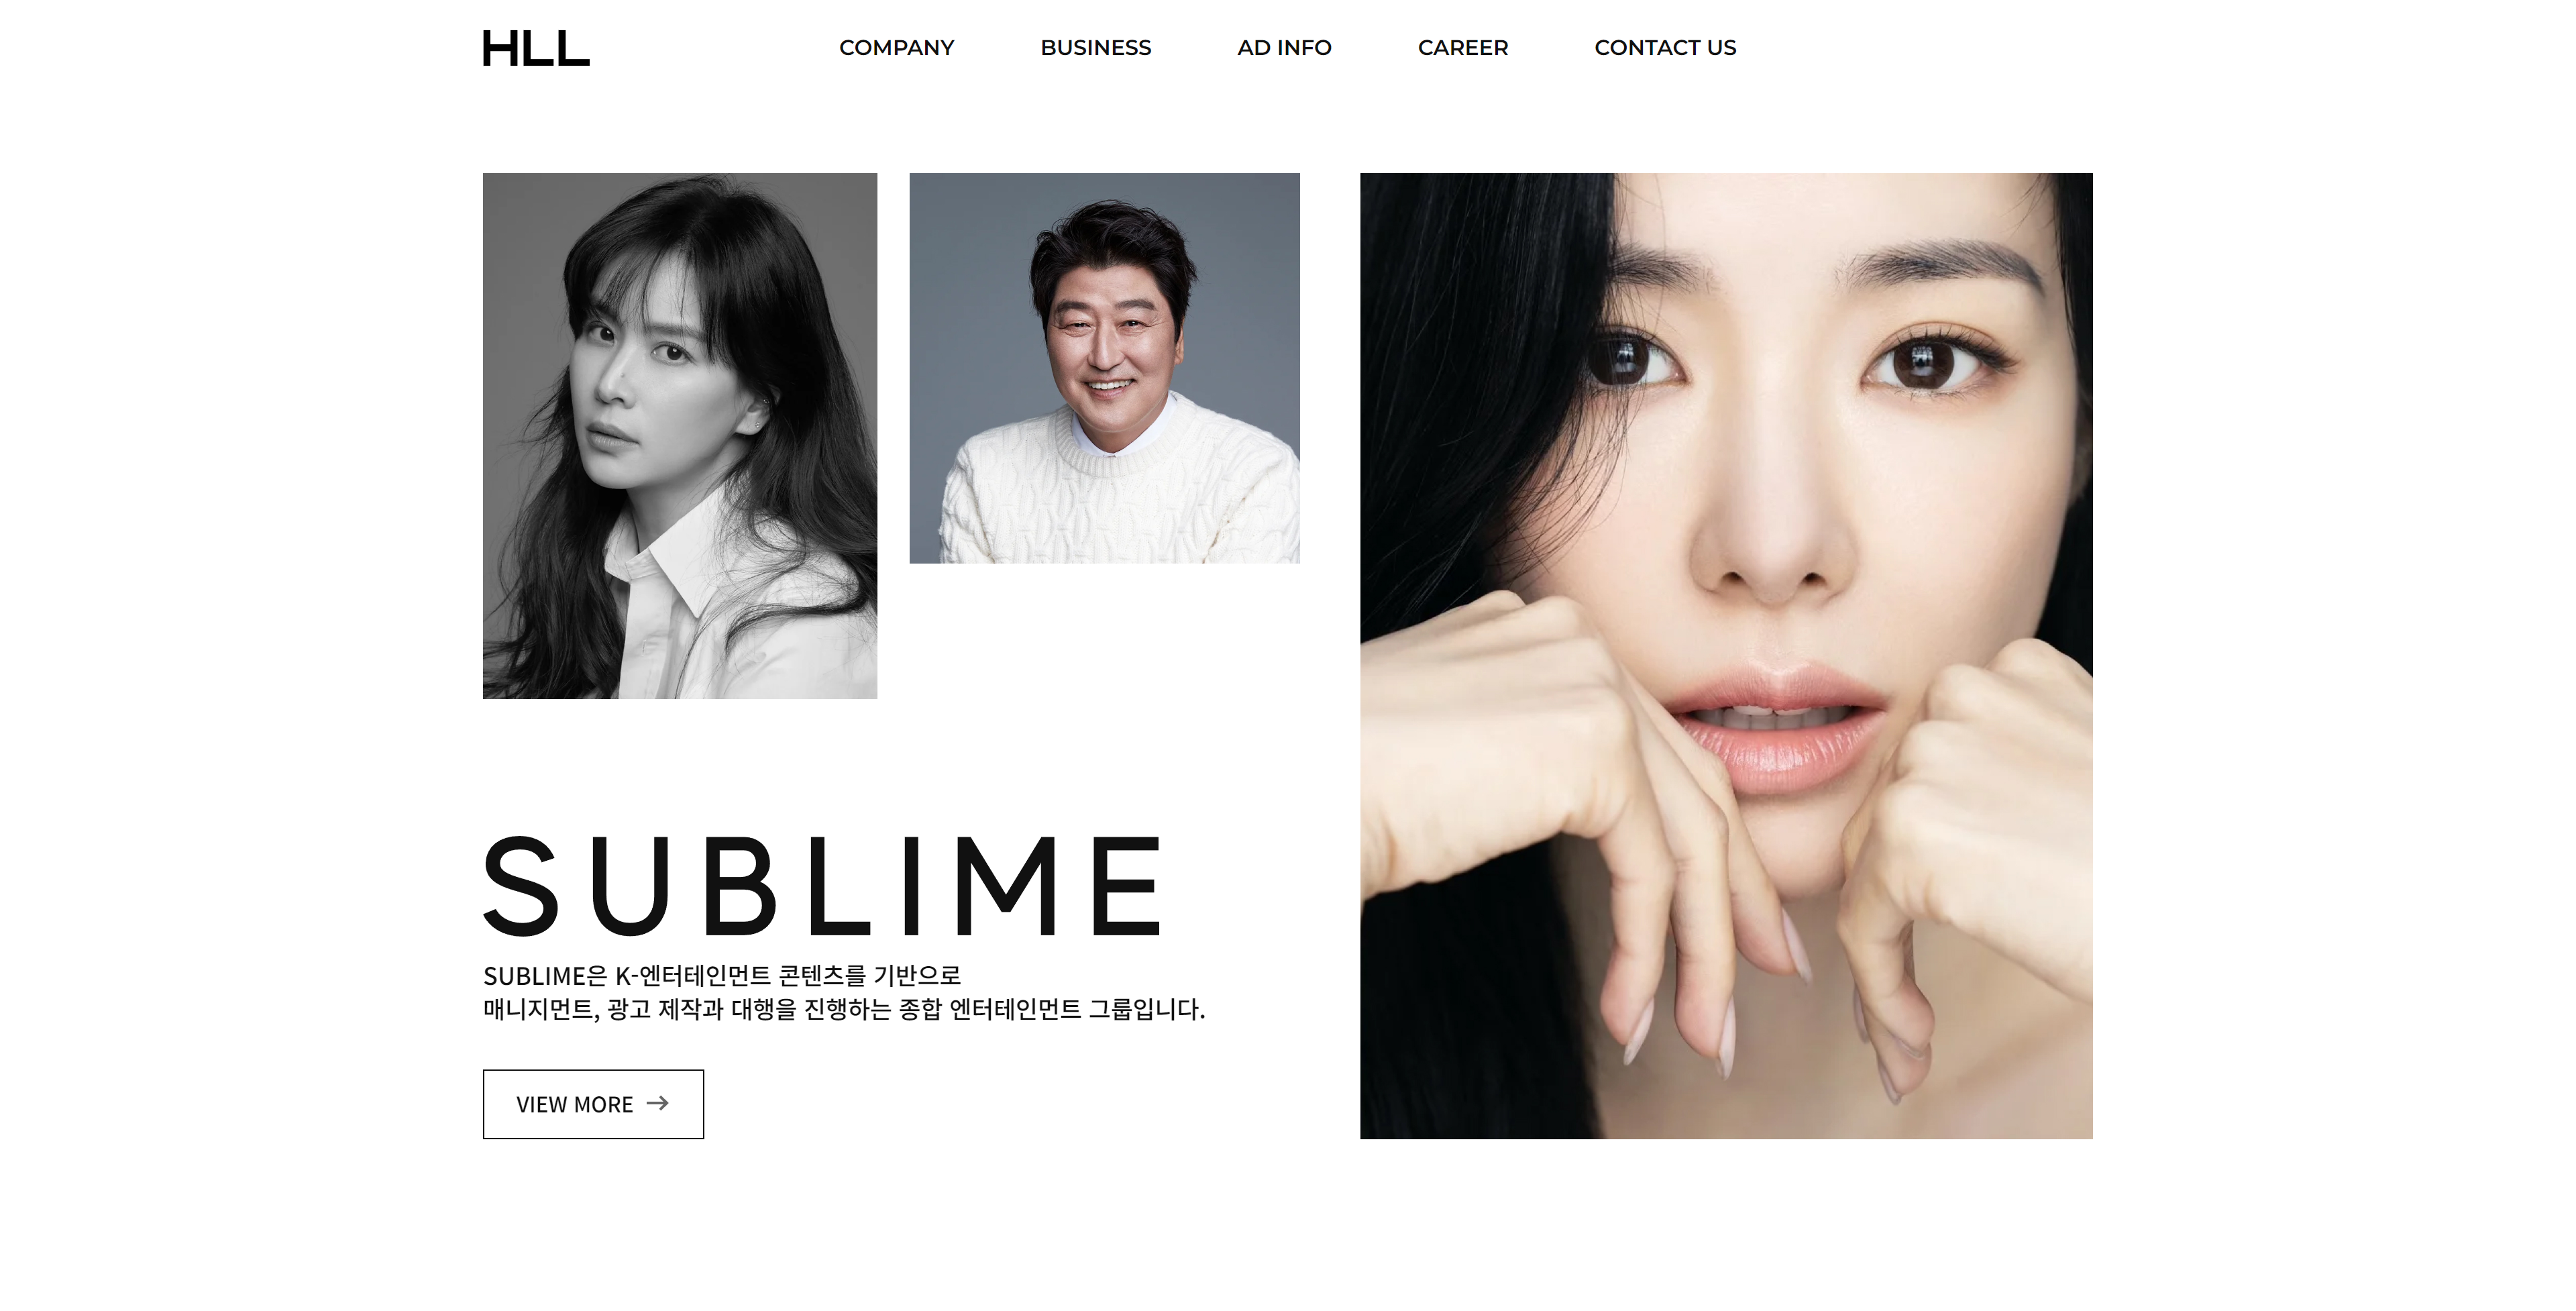 HLL
COMPANY
BUSINESS
AD INFO
CAREER
CONTACT US
SUBLIME
SUBLIME은 K-엔터테인먼트 콘텐츠를 기반으로
매니지먼트, 광고 제작과 대행을 진행하는 종합 엔터테인먼트 그룹입니다.
VIEW MORE →